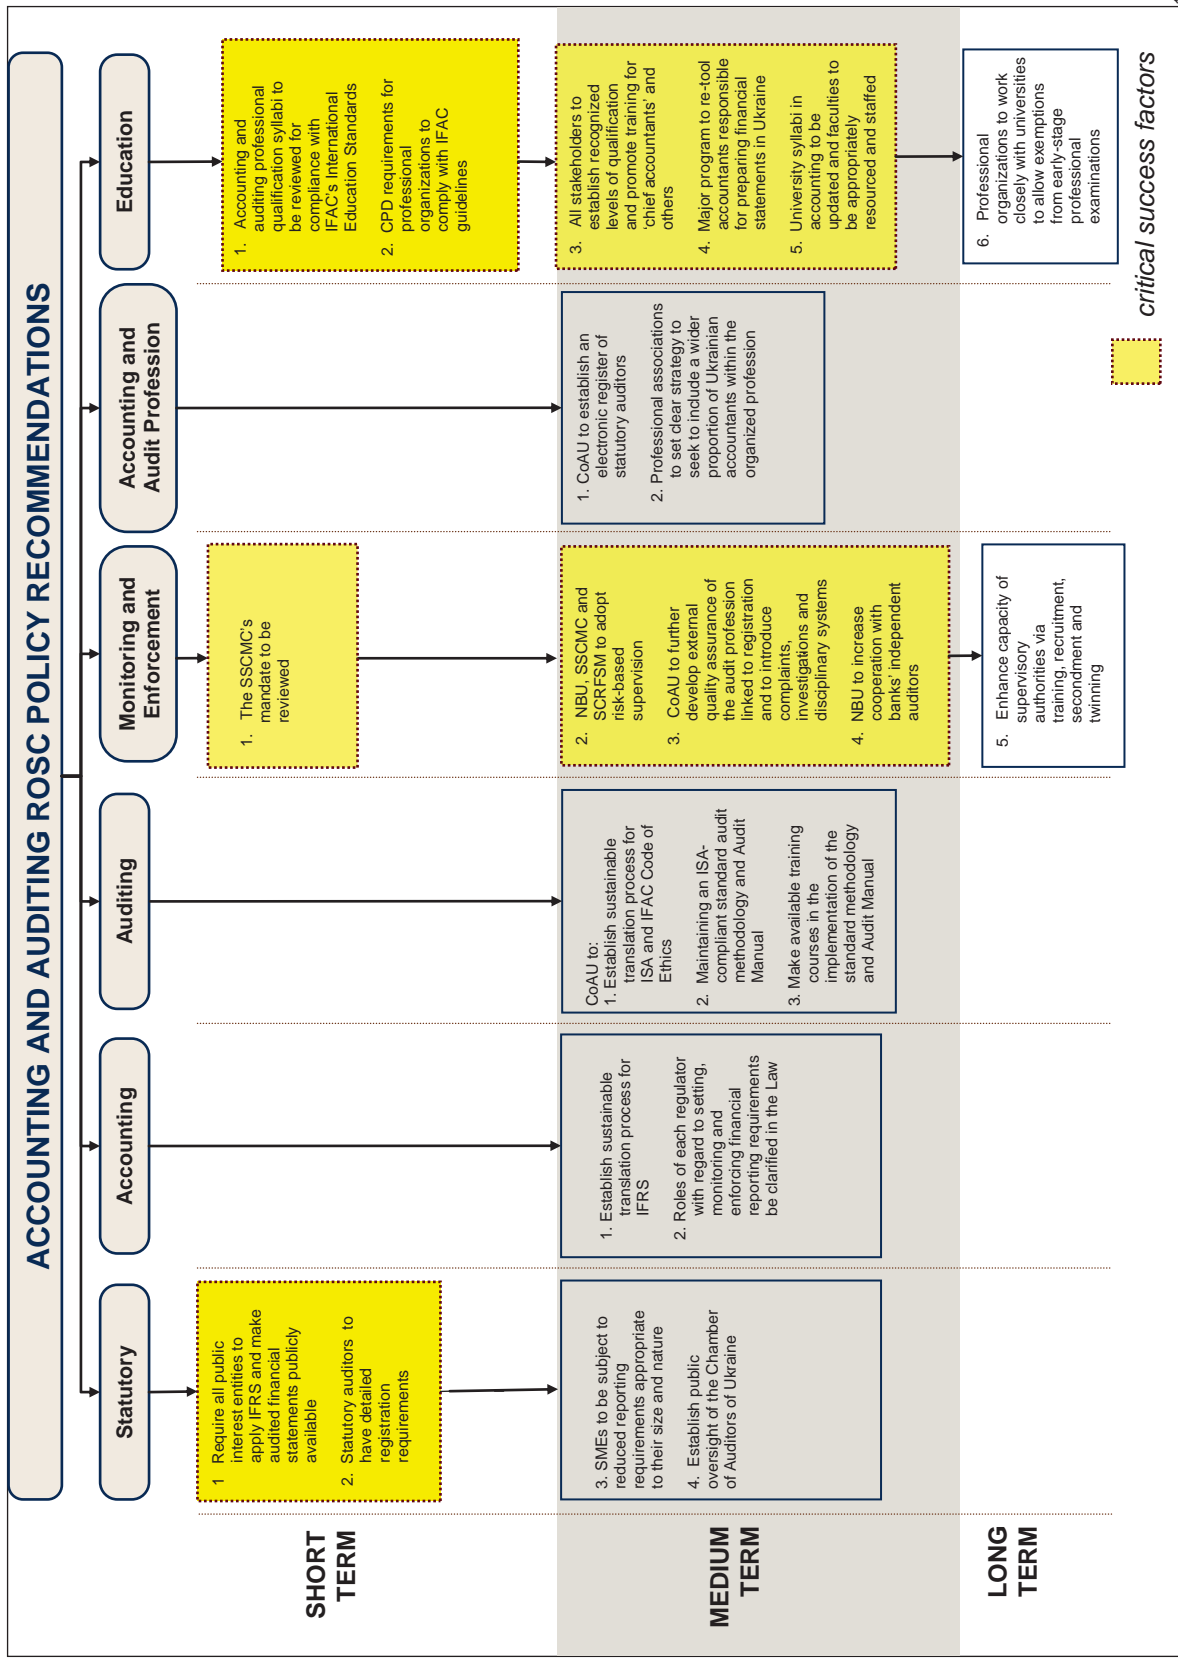 ACCOUNTING AND AUDITING ROSC POLICY RECOMMENDATIONS
Statutory
Accounting
Auditing
Monitoring and
Enforcement
Accounting and
Audit Profession
Education
SHORT
TERM
1 Require all public
interest entities to
apply IFRS and make
audited financial
statements publicly
available
2. Statutory auditors to
have detailed
registration
requirements
1. The SSCMC's
mandate to be
reviewed
1. Accounting and
auditing professional
qualification syllabi to
be reviewed for
compliance with
IFAC's International
Education Standards
2. CPD requirements for
professional
organizations to
comply with IFAC
guidelines
MEDIUM
TERM
3. SMEs to be subject to
reduced reporting
requirements appropriate
to their size and nature
4. Establish public
oversight of the Chamber
of Auditors of Ukraine
1. Establish sustainable
translation process for
IFRS
2. Roles of each regulator
with regard to setting,
monitoring and
enforcing financial
reporting requirements
be clarified in the Law
CoAU to:
1. Establish sustainable
translation process for
ISA and IFAC Code of
Ethics
2. Maintaining an ISA-
compliant standard audit
methodology and Audit
Manual
3. Make available training
courses in the
implementation of the
standard methodology
and Audit Manual
2. NBU, SSCMC and
SCRFSM to adopt
risk-based
supervision
3. CoAU to further
develop external
quality assurance of
the audit profession
linked to registration
and to introduce
complaints,
investigations and
disciplinary systems
4. NBU to increase
cooperation with
banks' independent
auditors
1. CoAU to establish an
electronic register of
statutory auditors
2. Professional associations
to set clear strategy to
seek to include a wider
proportion of Ukrainian
accountants within the
organized profession
3. All stakeholders to
establish recognized
levels of qualification
and promote training for
'chief accountants' and
others
4. Major program to re-tool
accountants responsible
for preparing financial
statements in Ukraine
5. University syllabi in
accounting to be
updated and faculties to
be appropriately
resourced and staffed
LONG
TERM
5. Enhance capacity of
supervisory
authorities via
training, recruitment,
secondment and
twinning
6. Professional
organizations to work
closely with universities
to allow exemptions
from early-stage
professional
examinations
critical success factors